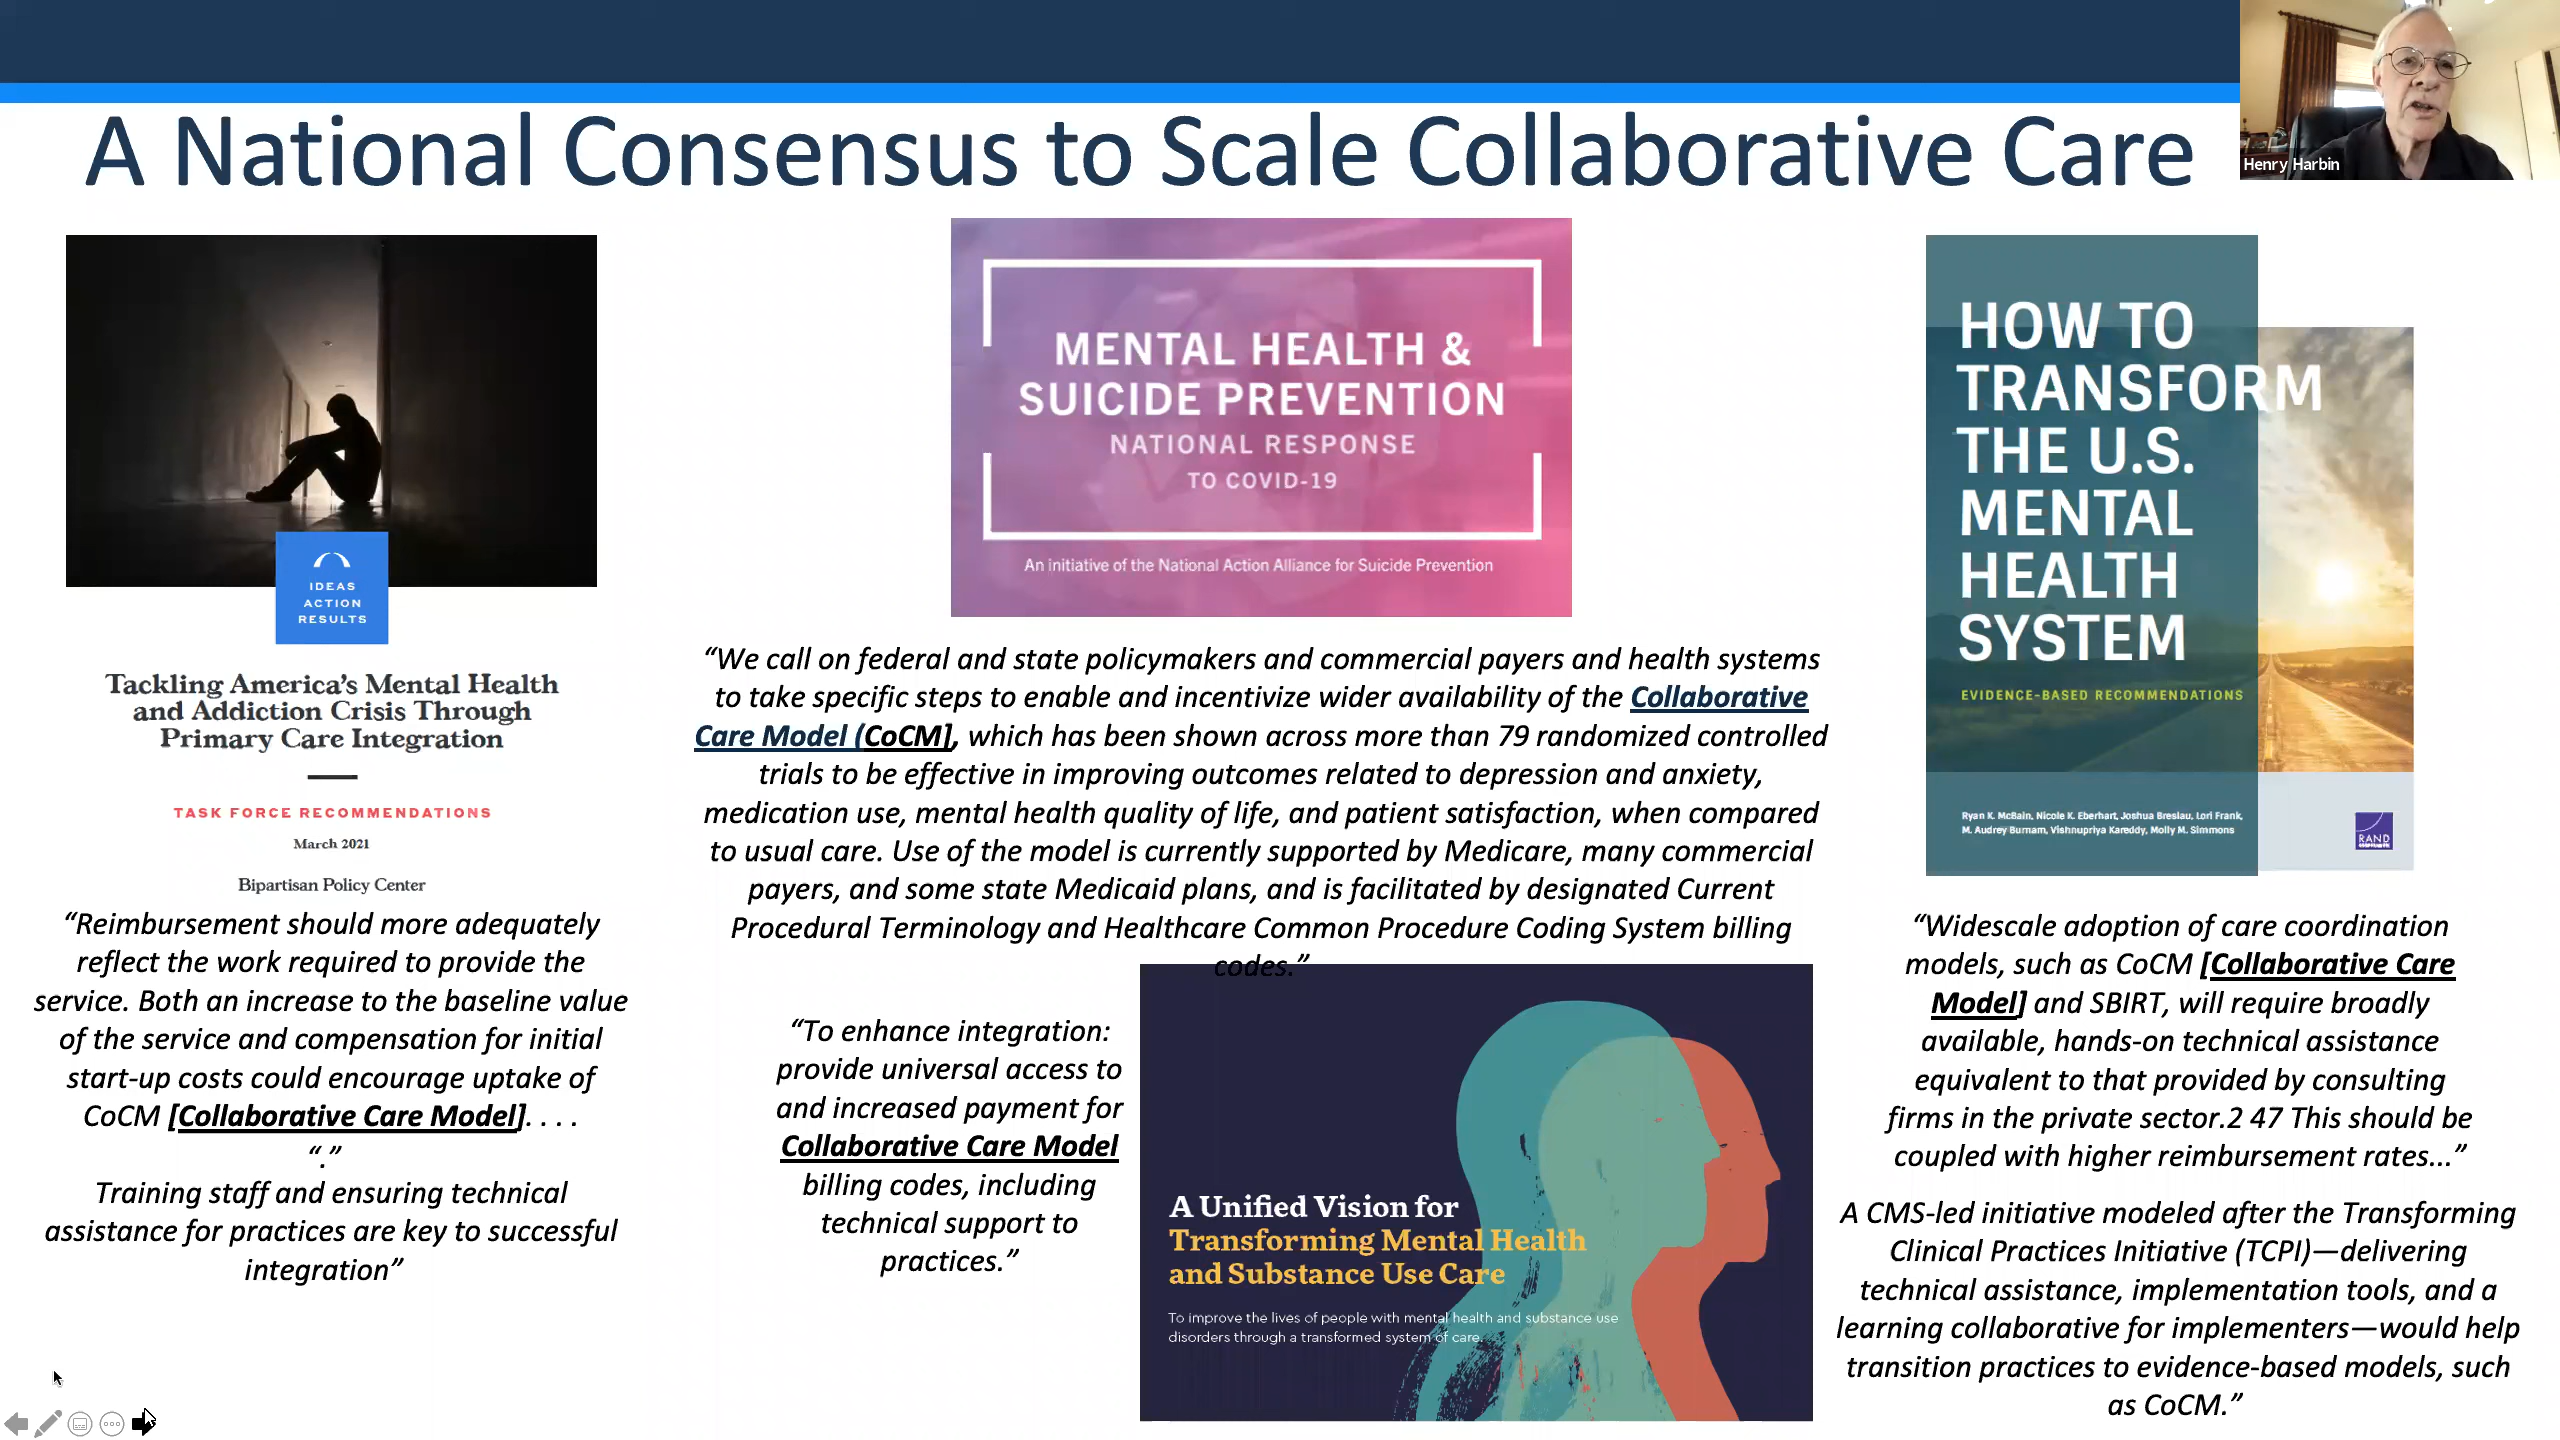 A National Consensus to Scale Collaborative Care
Henry Harbin
IDEAS
ACTION
RESULTS
Tackling America's Mental Health
and Addiction Crisis Through
Primary Care Integration
TASK FORCE RECOMMENDATIONS
March 2021
Bipartisan Policy Center
“Reimbursement should more adequately
reflect the work required to provide the
service. Both an increase to the baseline value
of the service and compensation for initial
start-up costs could encourage uptake of
CoCM [Collaborative Care Model]. . . .
“.”
Training staff and ensuring technical
assistance for practices are key to successful
integration”
MENTAL HEALTH &
SUICIDE PREVENTION
NATIONAL RESPONSE
TO COVID-19
An initiative of the National Action Alliance for Suicide Prevention
“We call on federal and state policymakers and commercial payers and health systems
to take specific steps to enable and incentivize wider availability of the Collaborative
Care Model (CoCM], which has been shown across more than 79 randomized controlled
trials to be effective in improving outcomes related to depression and anxiety,
medication use, mental health quality of life, and patient satisfaction, when compared
to usual care. Use of the model is currently supported by Medicare, many commercial
payers, and some state Medicaid plans, and is facilitated by designated Current
Procedural Terminology and Healthcare Common Procedure Coding System billing
codes.”
“To enhance integration:
provide universal access to
and increased payment for
Collaborative Care Model
billing codes, including
technical support to
practices.”
A Unified Vision for
Transforming Mental Health
and Substance Use Care
To improve the lives of people with mental health and substance use
disorders through a transformed system of care.
HOW TO
TRANSFORM
THE U.S.
MENTAL
HEALTH
SYSTEM
EVIDENCE-BASED RECOMMENDATIONS
Ryan K. McBain, Nicole K. Eberhart, Joshua Breslau, Lori Frank,
M. Audrey Burnam, Vishnupriya Kareddy, Molly M. Simmons
RAND
CORPORATION
“Widescale adoption of care coordination
models, such as CoCM [Collaborative Care
Model] and SBIRT, will require broadly
available, hands-on technical assistance
equivalent to that provided by consulting
firms in the private sector.2 47 This should be
coupled with higher reimbursement rates...”
A CMS-led initiative modeled after the Transforming
Clinical Practices Initiative (TCPI)—delivering
technical assistance, implementation tools, and a
learning collaborative for implementers—would help
transition practices to evidence-based models, such
as CoCM.”